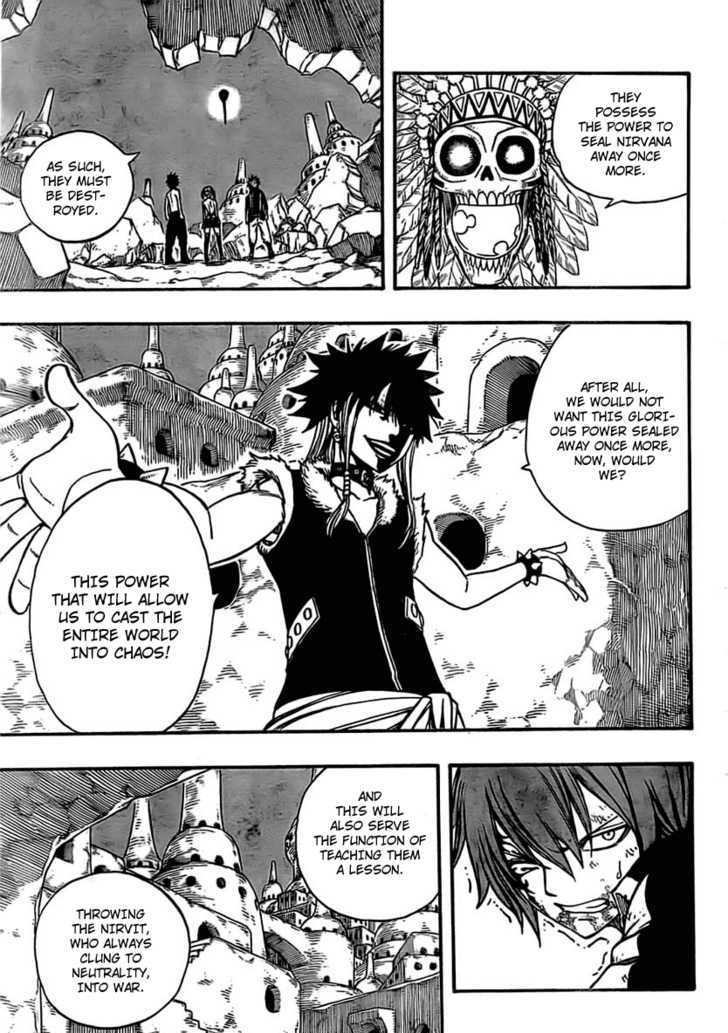 THEY
POSSESS
THE POWER TO
SEAL NIRVANA
AWAY ONCE
MORE.
AS SUCH,
THEY MUST
BE DEST-
ROYED.
AFTER ALL,
WE WOULD NOT
WANT THIS GLORI-
OUS POWER SEALED
AWAY ONCE MORE,
NOW, WOULD
WE?
THIS POWER
THAT WILL ALLOW
US TO CAST THE
ENTIRE WORLD
INTO CHAOS!
AND
THIS WILL
ALSO SERVE
THE FUNCTION OF
TEACHING THEM
A LESSON.
THROWING
THE NIRVIT,
WHO ALWAYS
CLUNG TO
NEUTRALITY,
INTO WAR.